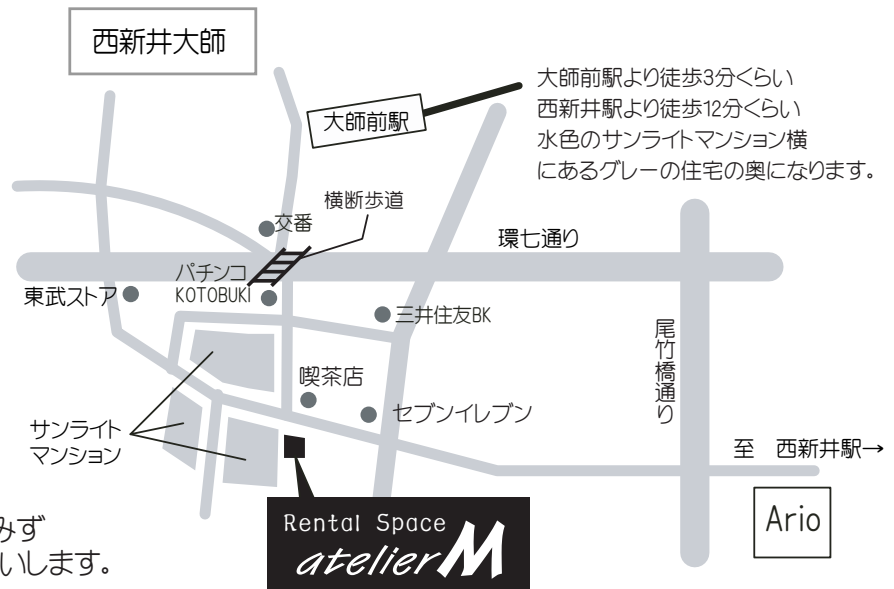 西新井大師
大師前駅
大師前駅より徒歩3分くらい
西新井駅より徒歩12分くらい
水色のサンライトマンション横
にあるグレーの住宅の奥になります。
横断歩道
交番
環七通り
パチンコ
KOTOBUKI
東武ストア
三井住友BK
尾竹橋通り
喫茶店
セブンイレブン
サンライト
マンション
至 西新井駅→
Ario
Rental Space
atelier M
みず
いします。